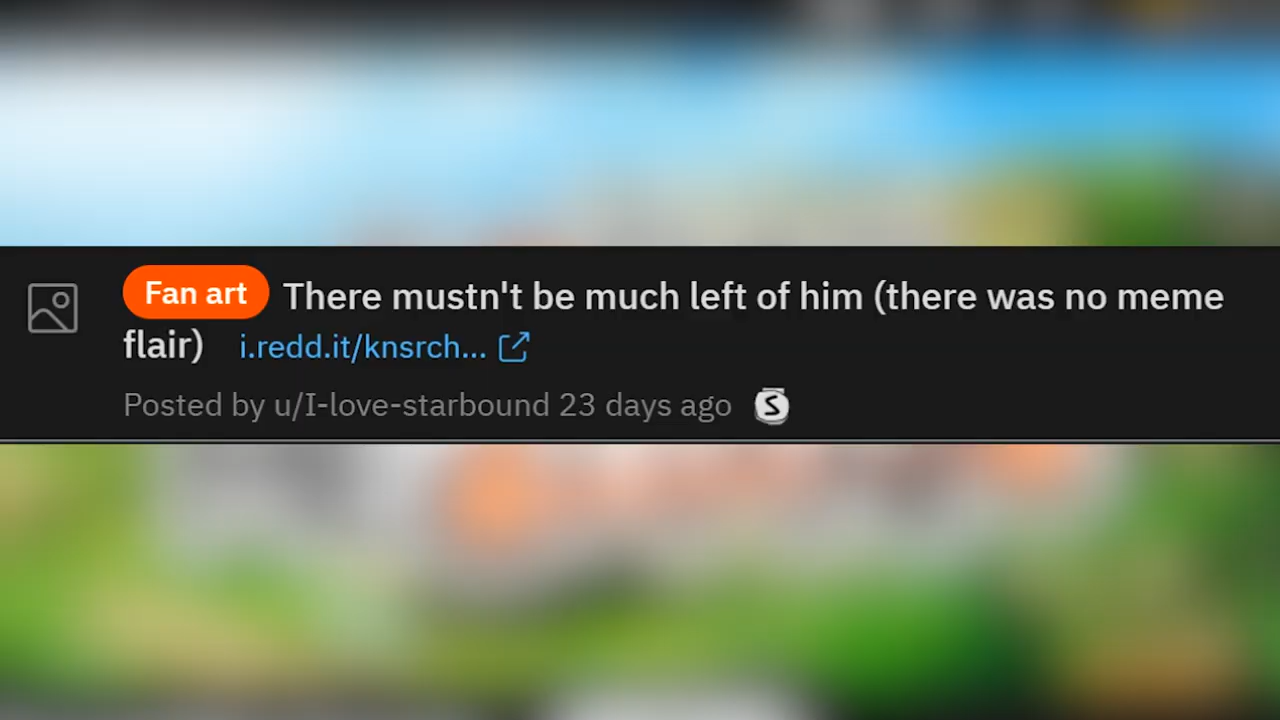 Fan art There mustn't be much left of him (there was no meme
flair) i.redd.it/knsrch...
Posted by u/I-love-starbound 23 days ago S